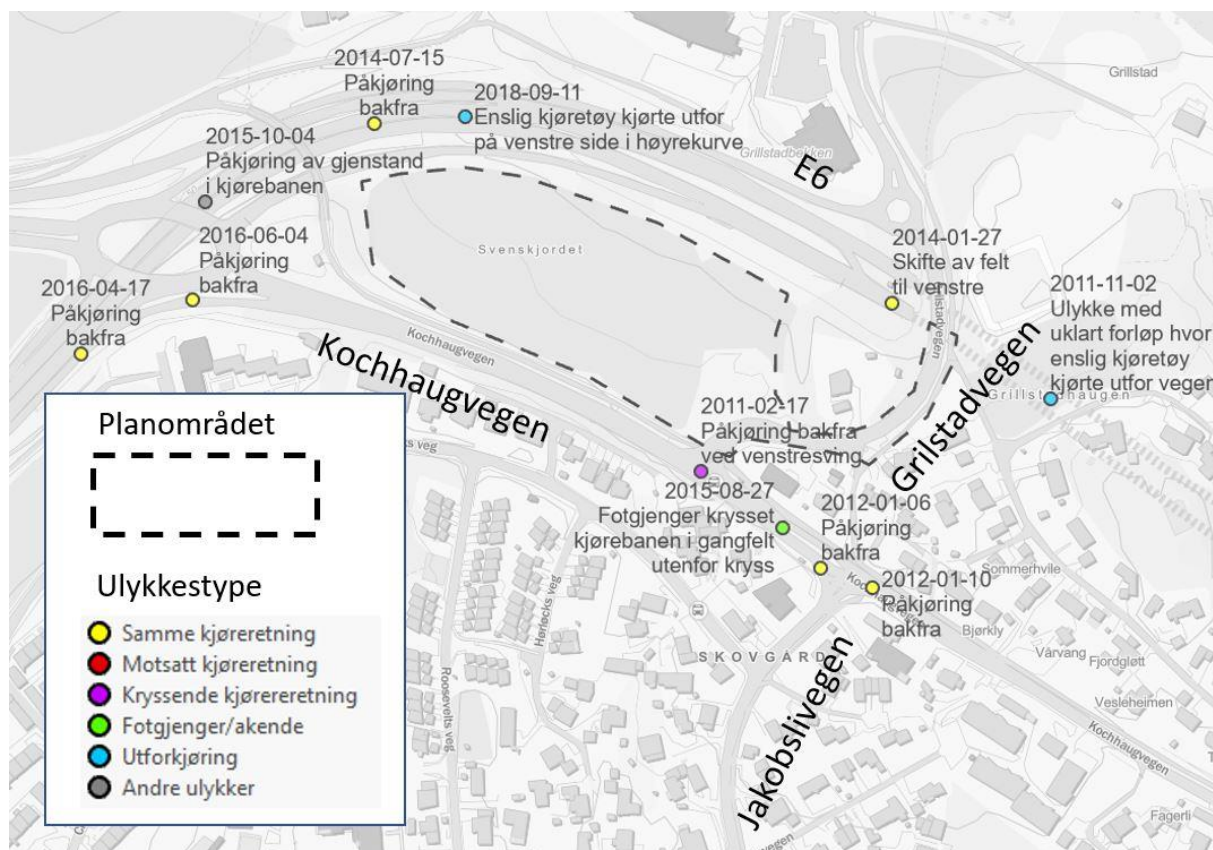 Grillstad
2014-07-15
Påkjøring
bakfra
2018-09-11
Enslig kjøretøy kjørte utfor
på venstre side i høyrekurve
2015-10-04
Påkjøring av gjenstand
i kjørebanen
Grillstadbekken
E6
2016-06-04
Påkjøring
bakfra
Svenskjordet
2014-01-27
Skifte av felt
til venstre
2016-04-17
Påkjøring
bakfra
2011-11-02
Ulykke med
uklart forløp hvor
enslig kjøretøy
kjørte utfor vegen
Kochhaugvegen
Kochhaugvegen
Grilstadvegen
Grillstadhaugen
2011-02-17
Påkjøring bakfra
ved venstresving
2015-08-27
Fotgjenger krysset
kjørebanen i gangfelt
utenfor kryss
2012-01-06
Påkjøring
bakfra
2012-01-10
Påkjøring
bakfra
Sommerhvile
Bjørkly
Vårvang
Fjordgløtt
Vesleheimen
Kochhaugvegen
Fagerli
SKOVGÅRD
Hørløcks veg
Roosevelts veg
Jakobslivegen
Planområdet
Ulykkestype
Samme kjøreretning
Motsatt kjøreretning
Kryssende kjørereretning
Fotgjenger/akende
Utforkjøring
Andre ulykker